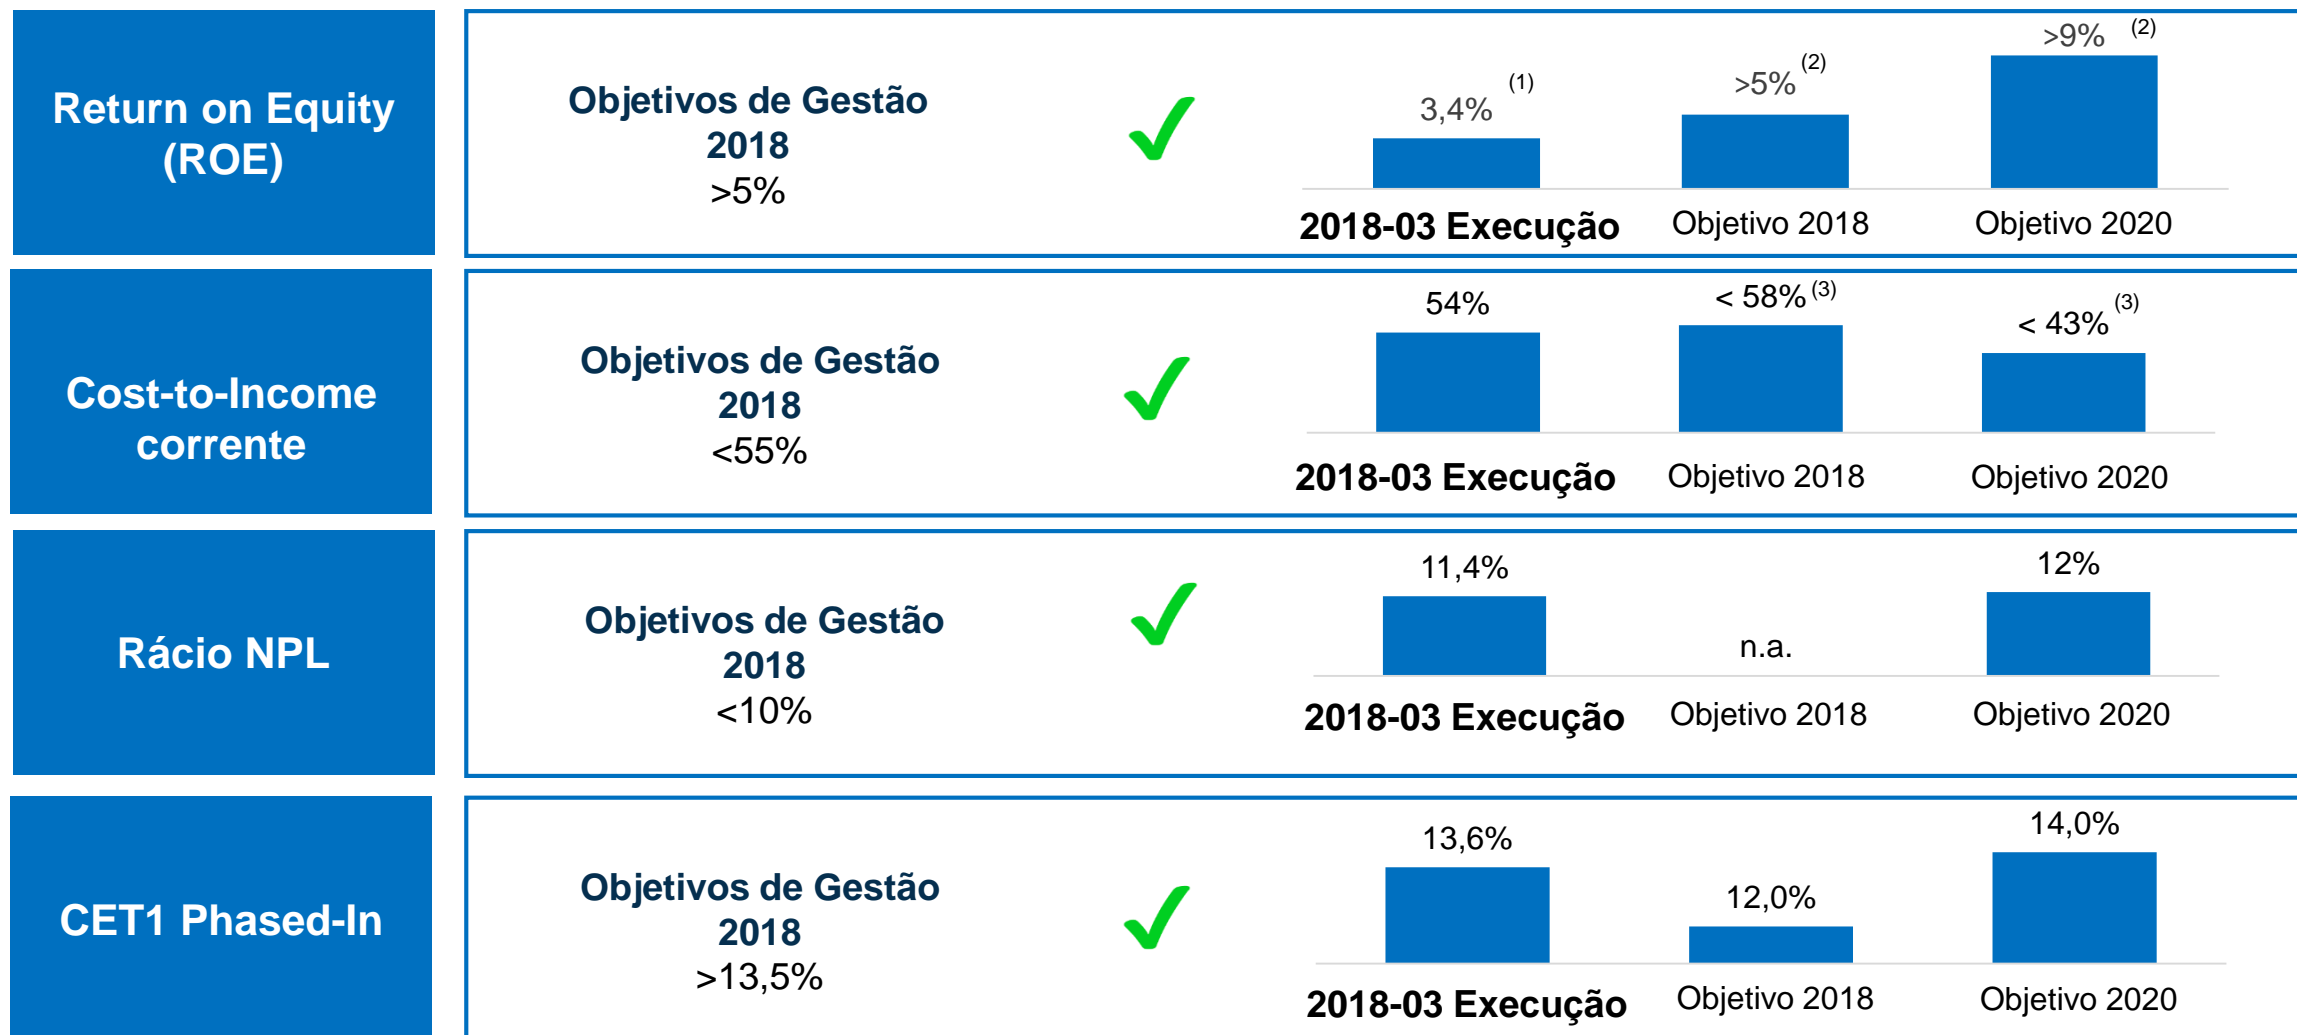 Return on Equity
(ROE)
Objetivos de Gestão
2018
>5%
3,4% (1)
>5% (2)
>9% (2)
2018-03 Execução
Objetivo 2018
Objetivo 2020
Cost-to-Income
corrente
Objetivos de Gestão
2018
<55%
54%
< 58% (3)
< 43% (3)
2018-03 Execução
Objetivo 2018
Objetivo 2020
Rácio NPL
Objetivos de Gestão
2018
<10%
11,4%
n.a.
12%
2018-03 Execução
Objetivo 2018
Objetivo 2020
CET1 Phased-In
Objetivos de Gestão
2018
>13,5%
13,6%
12,0%
14,0%
2018-03 Execução
Objetivo 2018
Objetivo 2020